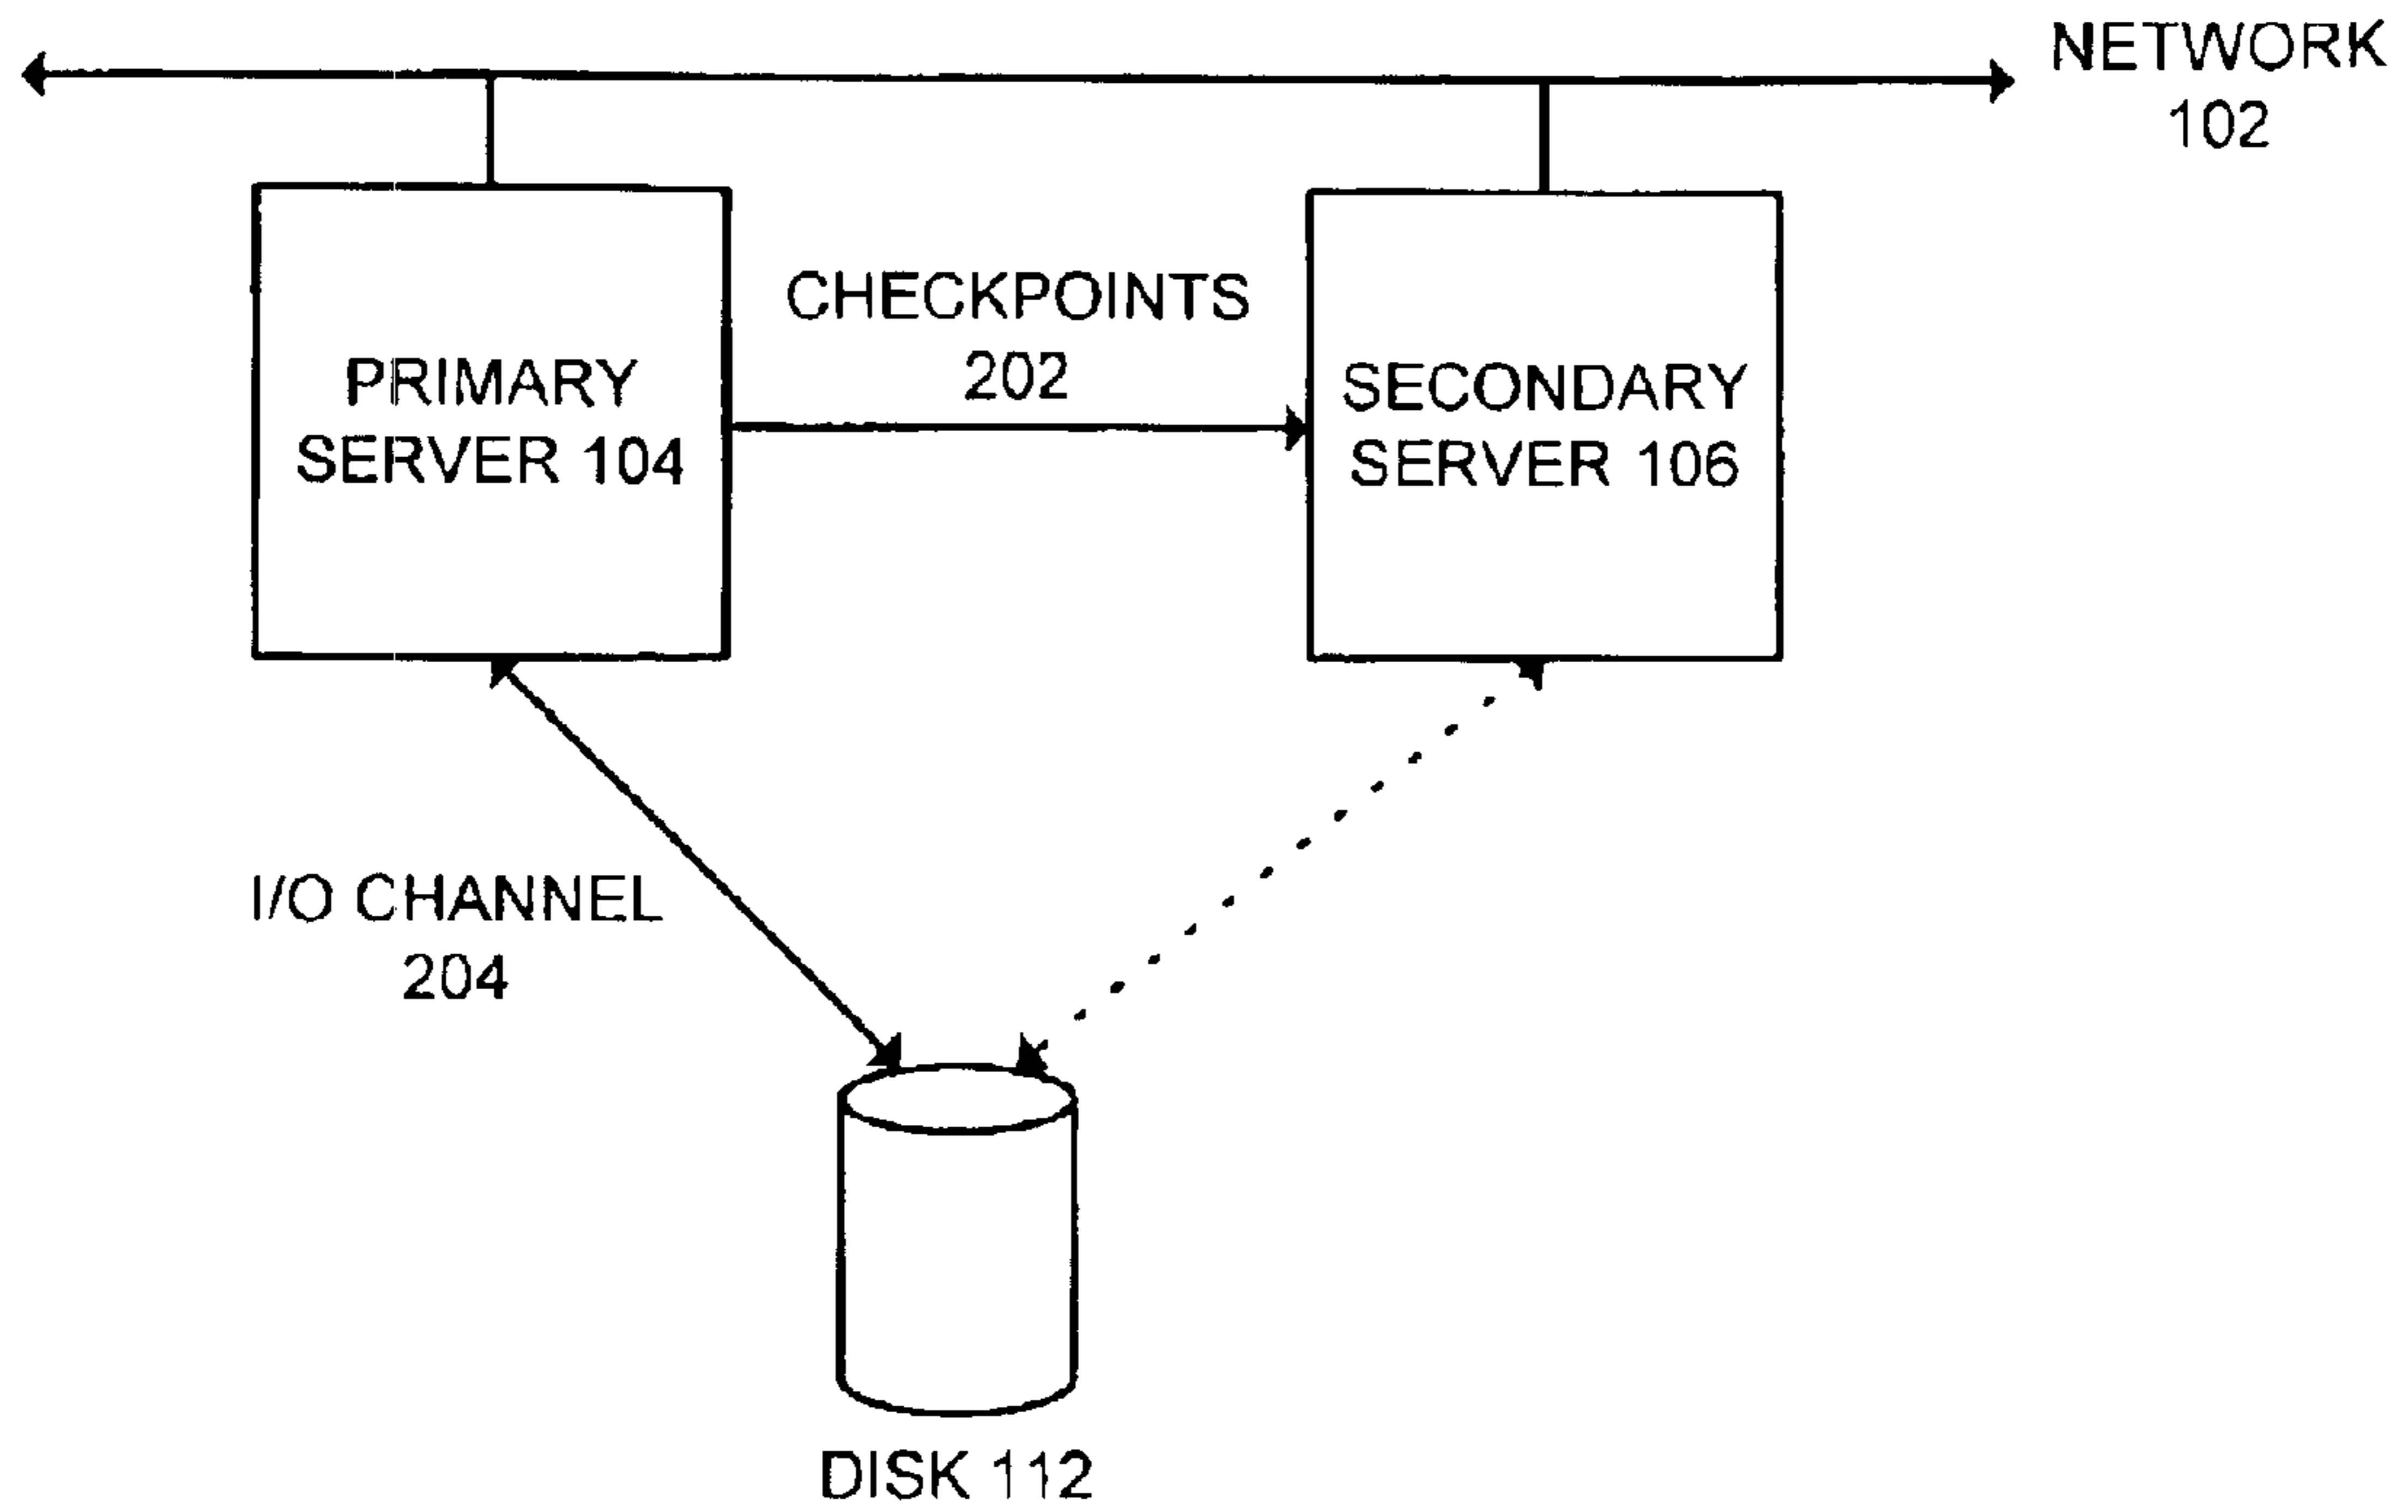 NETWORK
102
CHECKPOINTS
202
PRIMARY
SERVER 104
SECONDARY
SERVER 106
I/O CHANNEL
204
DISK 112